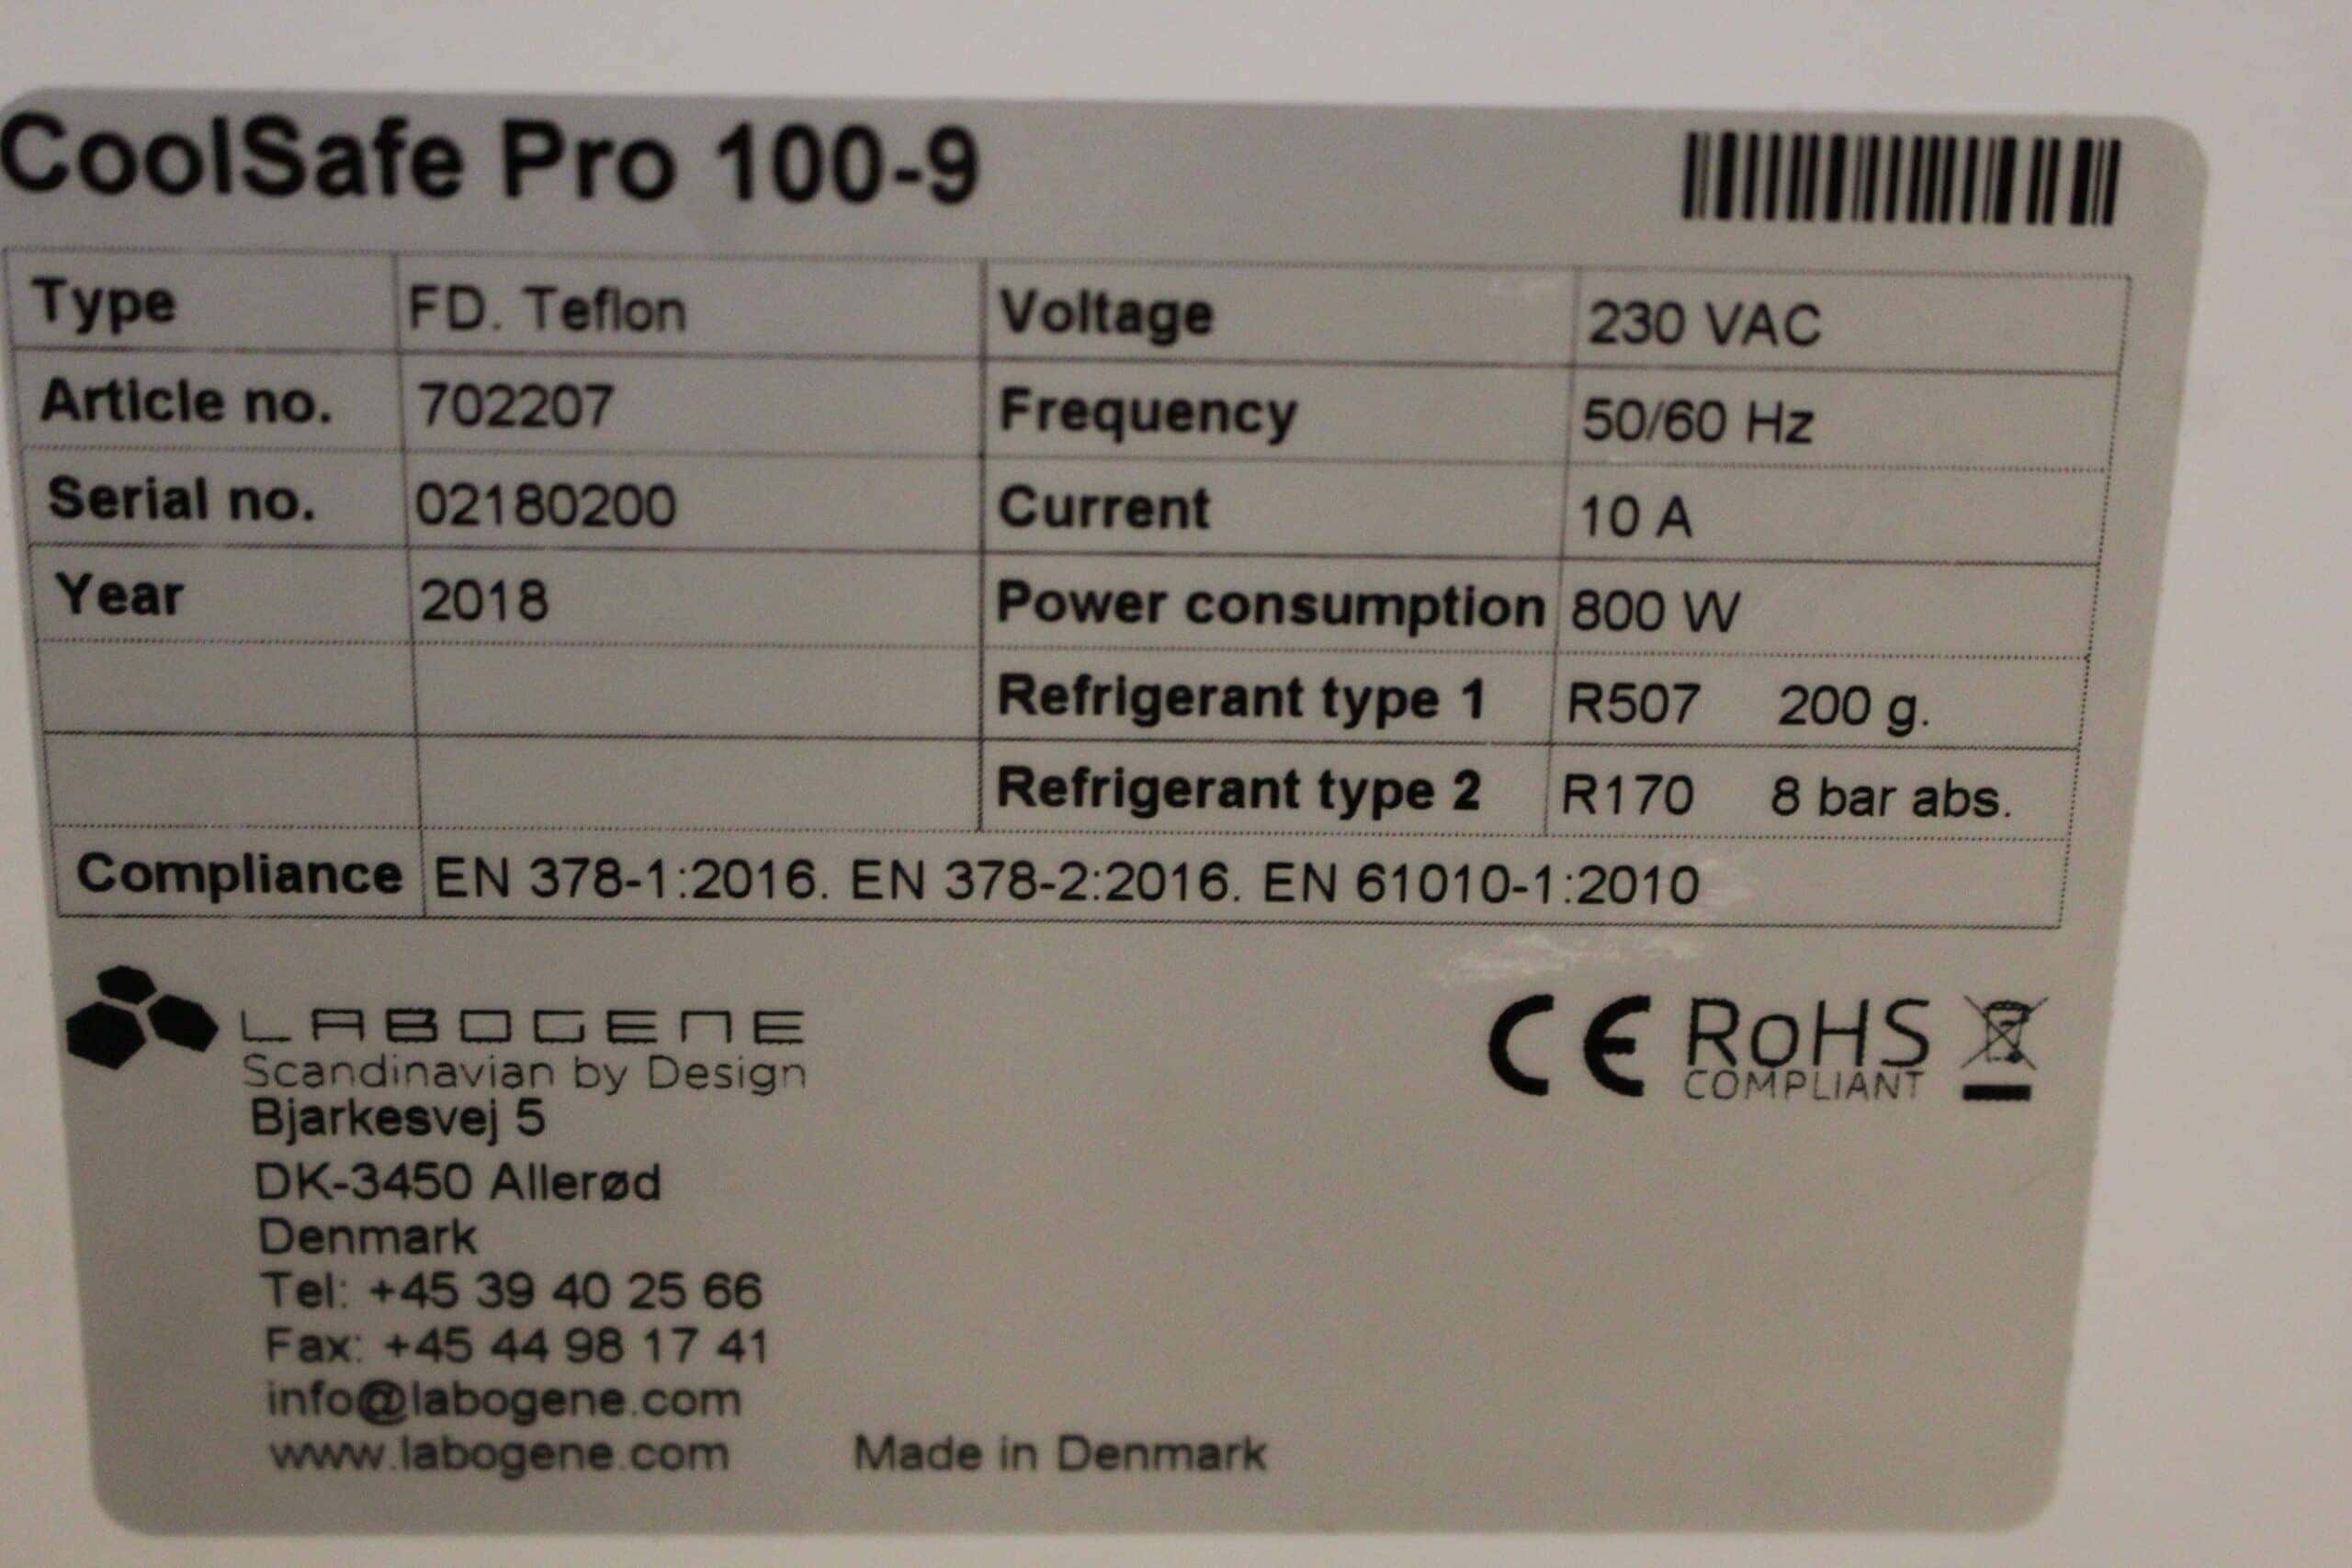 CoolSafe Pro 100-9
Type FD. Teflon Voltage 230 VAC
Article no. 702207 Frequency 50/60 Hz
Serial no. 02180200 Current 10 A
Year 2018 Power consumption 800 W
Refrigerant type 1 R507 200 g.
Refrigerant type 2 R170 8 bar abs.
Compliance EN 378-1:2016. EN 378-2:2016. EN 61010-1:2010
LABOGENE
Scandinavian by Design
CE RoHS
COMPLIANT
Bjarkesvej 5
DK-3450 Allerød
Denmark
Tel: +45 39 40 25 66
Fax: +45 44 98 17 41
info@labogene.com
www.labogene.com Made in Denmark